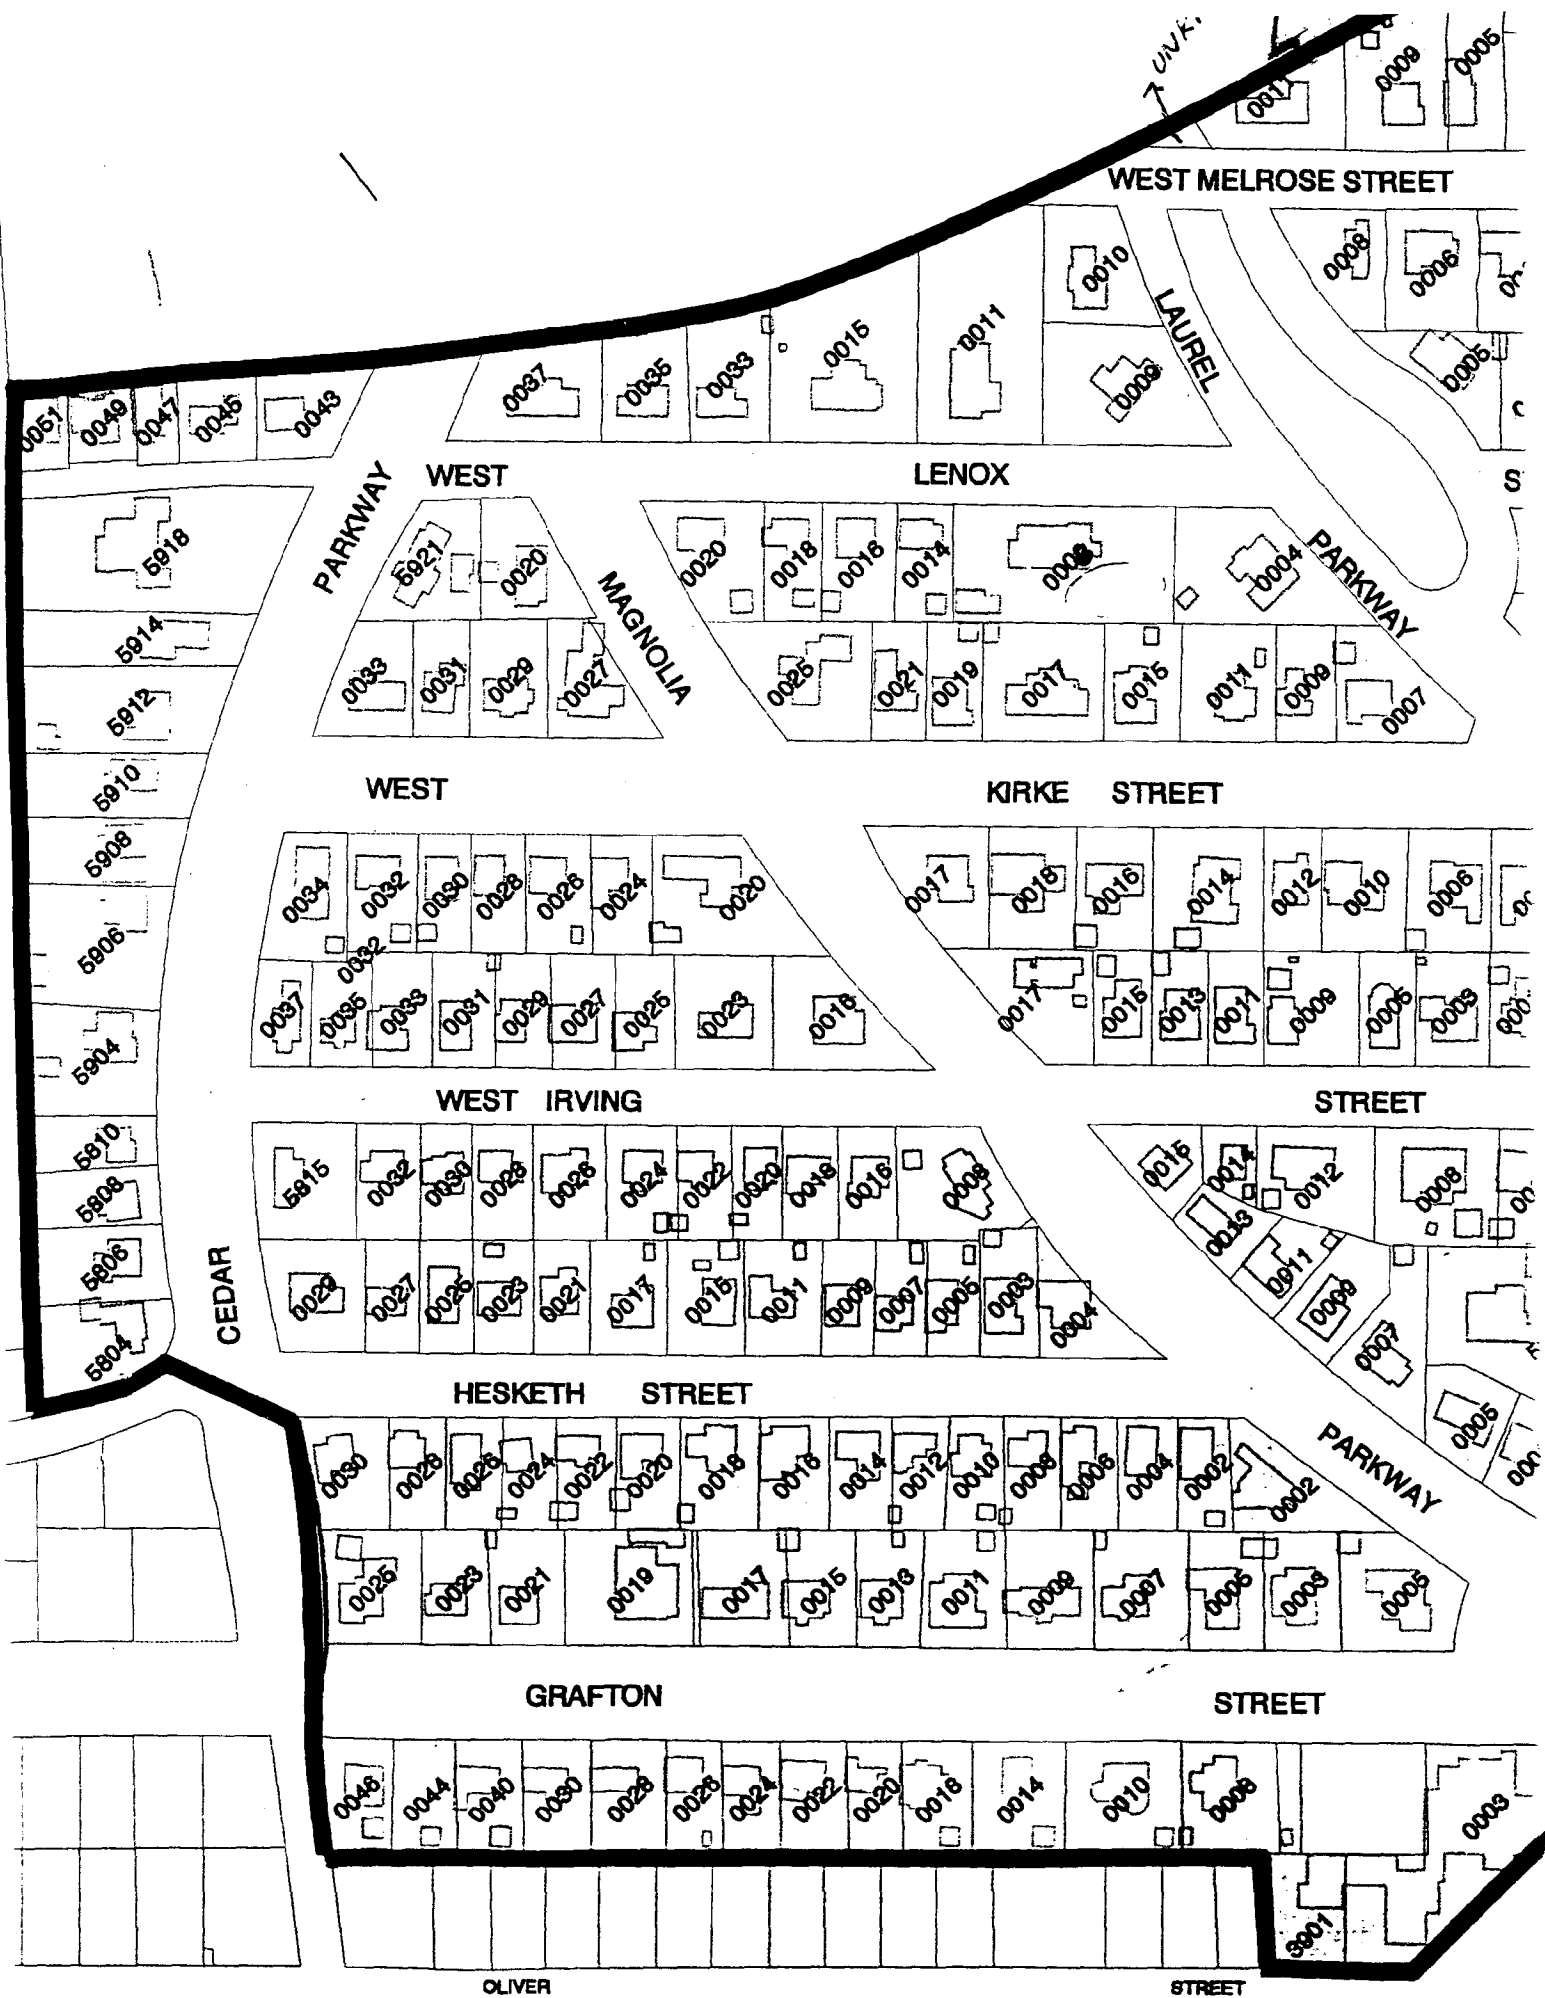 0011 0009 0005
WEST MELROSE STREET
0010 0008 0006
LAUREL
0037 0035 0033 0015 0011 0009 0005
0051 0049 0047 0045 0043
WEST LENOX S
PARKWAY
5918 5921 0020 0020 0018 0016 0014 0004
MAGNOLIA
PARKWAY
5914
0033 0031 0029 0027 0025 0021 0019 0017 0015 0011 0009 0007
5912
WEST KIRKE STREET
5910
5908
0034 0032 0030 0028 0026 0024 0020 0017 0018 0016 0014 0012 0010 0006
5906
0032
0037 0035 0033 0031 0029 0027 0025 0023 0016 0017 0015 0013 0011 0009 0005 0003
5904
WEST IRVING STREET
5810
5815 0032 0030 0028 0026 0024 0022 0020 0018 0016 0008 0015 0014 0012 0008
5808
0013
5806
0011
CEDAR
0029 0027 0025 0023 0021 0017 0015 0011 0009 0007 0005 0003 0004 0009
5804
0007
HESKETH STREET
0005
PARKWAY
0030 0028 0026 0024 0022 0020 0018 0016 0014 0012 0010 0008 0006 0004 0002 0002
0025 0023 0021 0019 0017 0015 0013 0011 0009 0007 0005 0003 0005
GRAFTON STREET
0046 0044 0040 0030 0028 0026 0024 0022 0020 0018 0014 0010 0008 0003
3901
OLIVER STREET